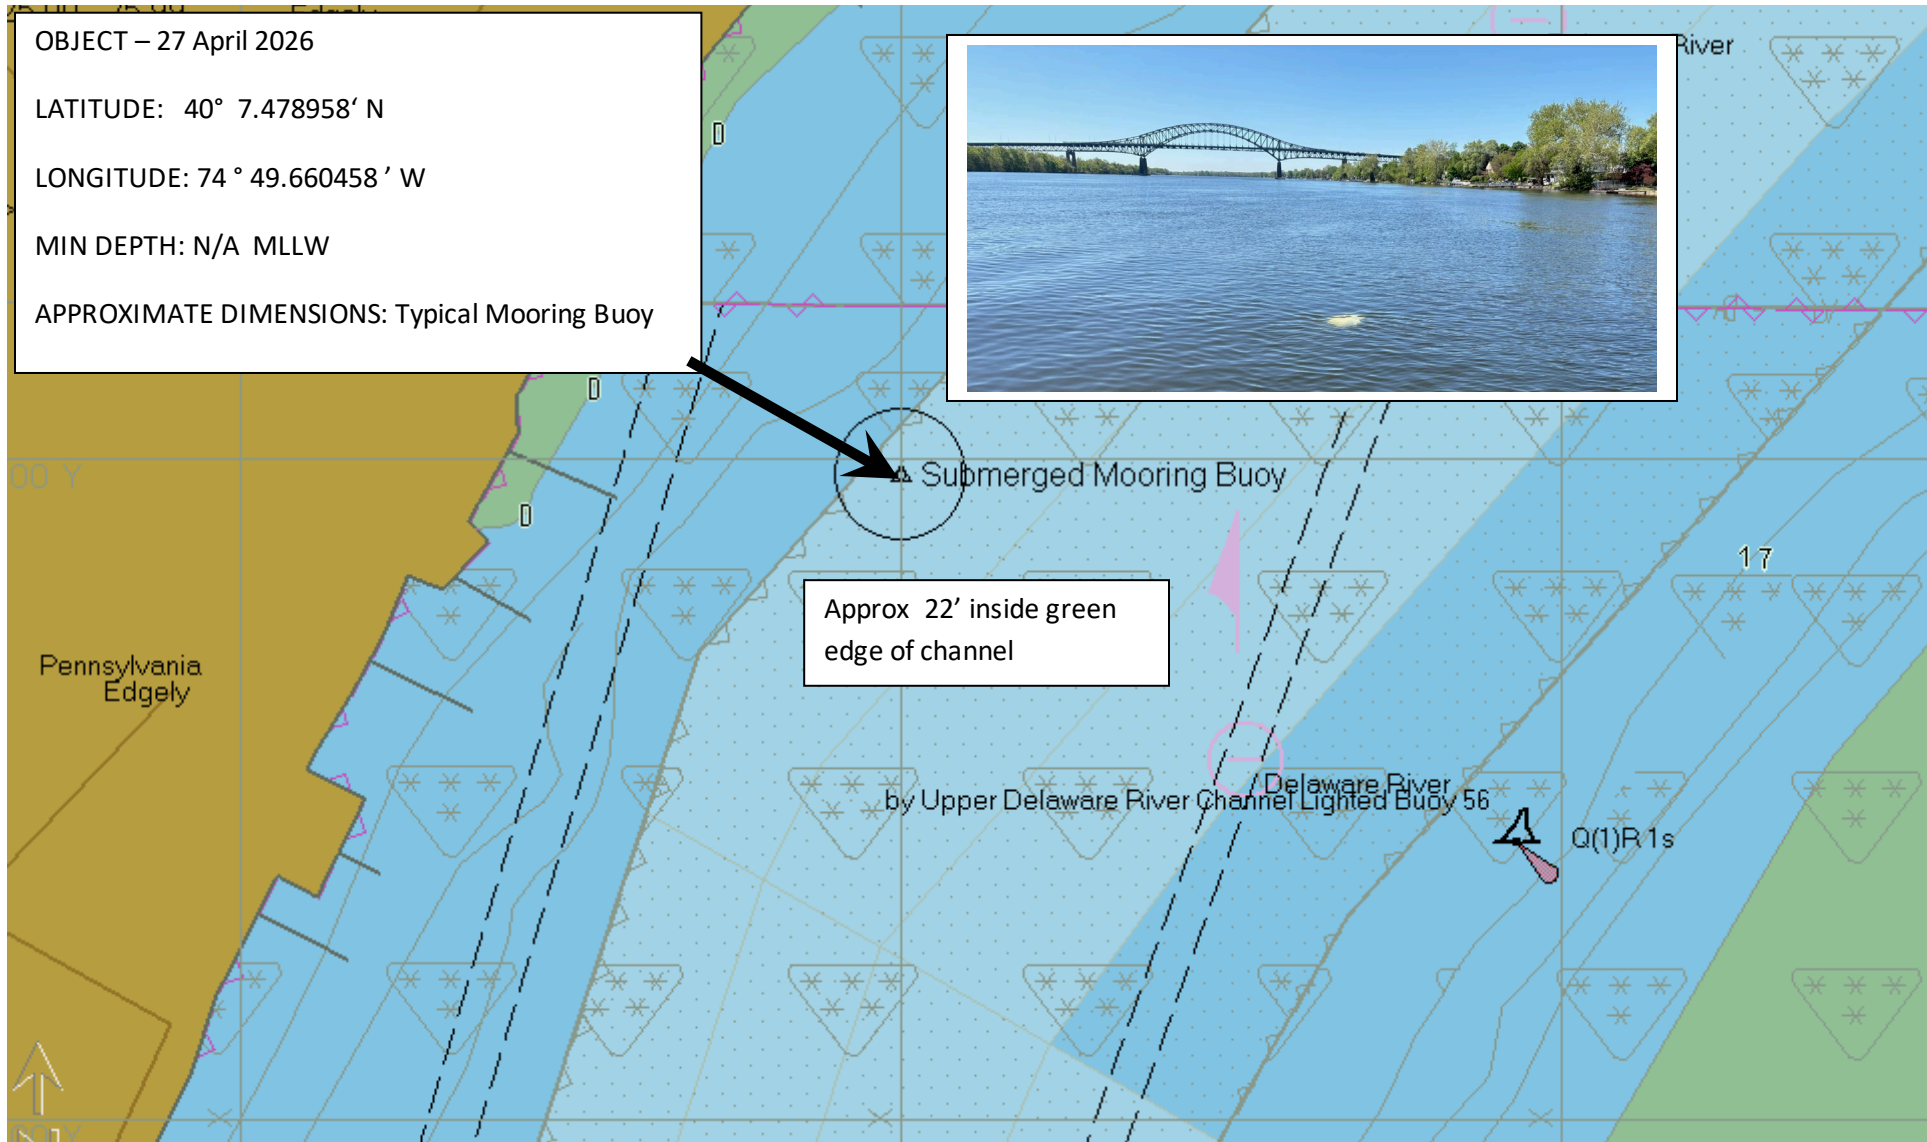 OBJECT – 27 April 2026
LATITUDE: 40° 7.478958‘ N
LONGITUDE: 74 ° 49.660458 ’ W
MIN DEPTH: N/A MLLW
APPROXIMATE DIMENSIONS: Typical Mooring Buoy
River
D
D
D
00 Y
Submerged Mooring Buoy
17
Approx 22’ inside green
edge of channel
Pennsylvania
Edgely
Delaware River
by Upper Delaware River Channel Lighted Buoy 56
Q(1)R 1s